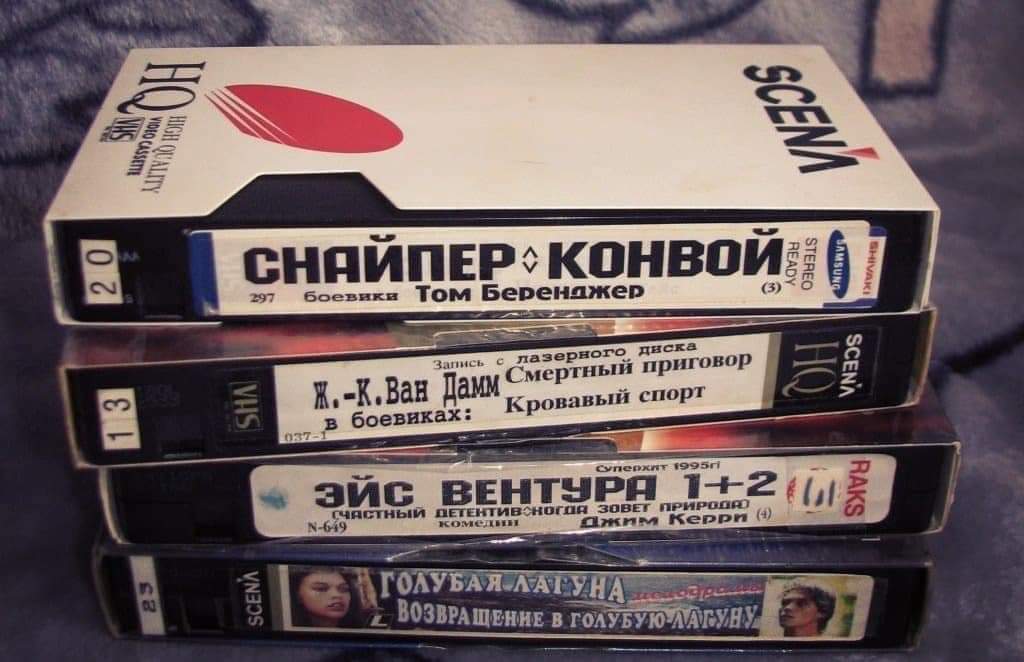 HQ
HIGH QUALITY
VIDEO CASSETTE
VHS
SCENA
20
СНАЙПЕР КОНВОЙ
297 боевики Том Беренджер (3)
STEREO
READY
SAMSUNG
SHIVAKI
13
VHS
Запись с лазерного диска
Ж.-К.Ван Дамм
в боевиках:
Смертный приговор
Кровавый спорт
037-1
SCENA
HQ
Суперхит 1995г
ЭЙС ВЕНТУРА 1+2
(ЧАСТНЫЙ ДЕТЕКТИВ КОГДА ЗОВЕТ ПРИРОДА)
N-649 комедии Джим Керри (4)
RAKS
23
SCENA
ГОЛУБАЯ ЛАГУНА мелодрама
ВОЗВРАЩЕНИЕ В ГОЛУБУЮ ЛАГУНУ